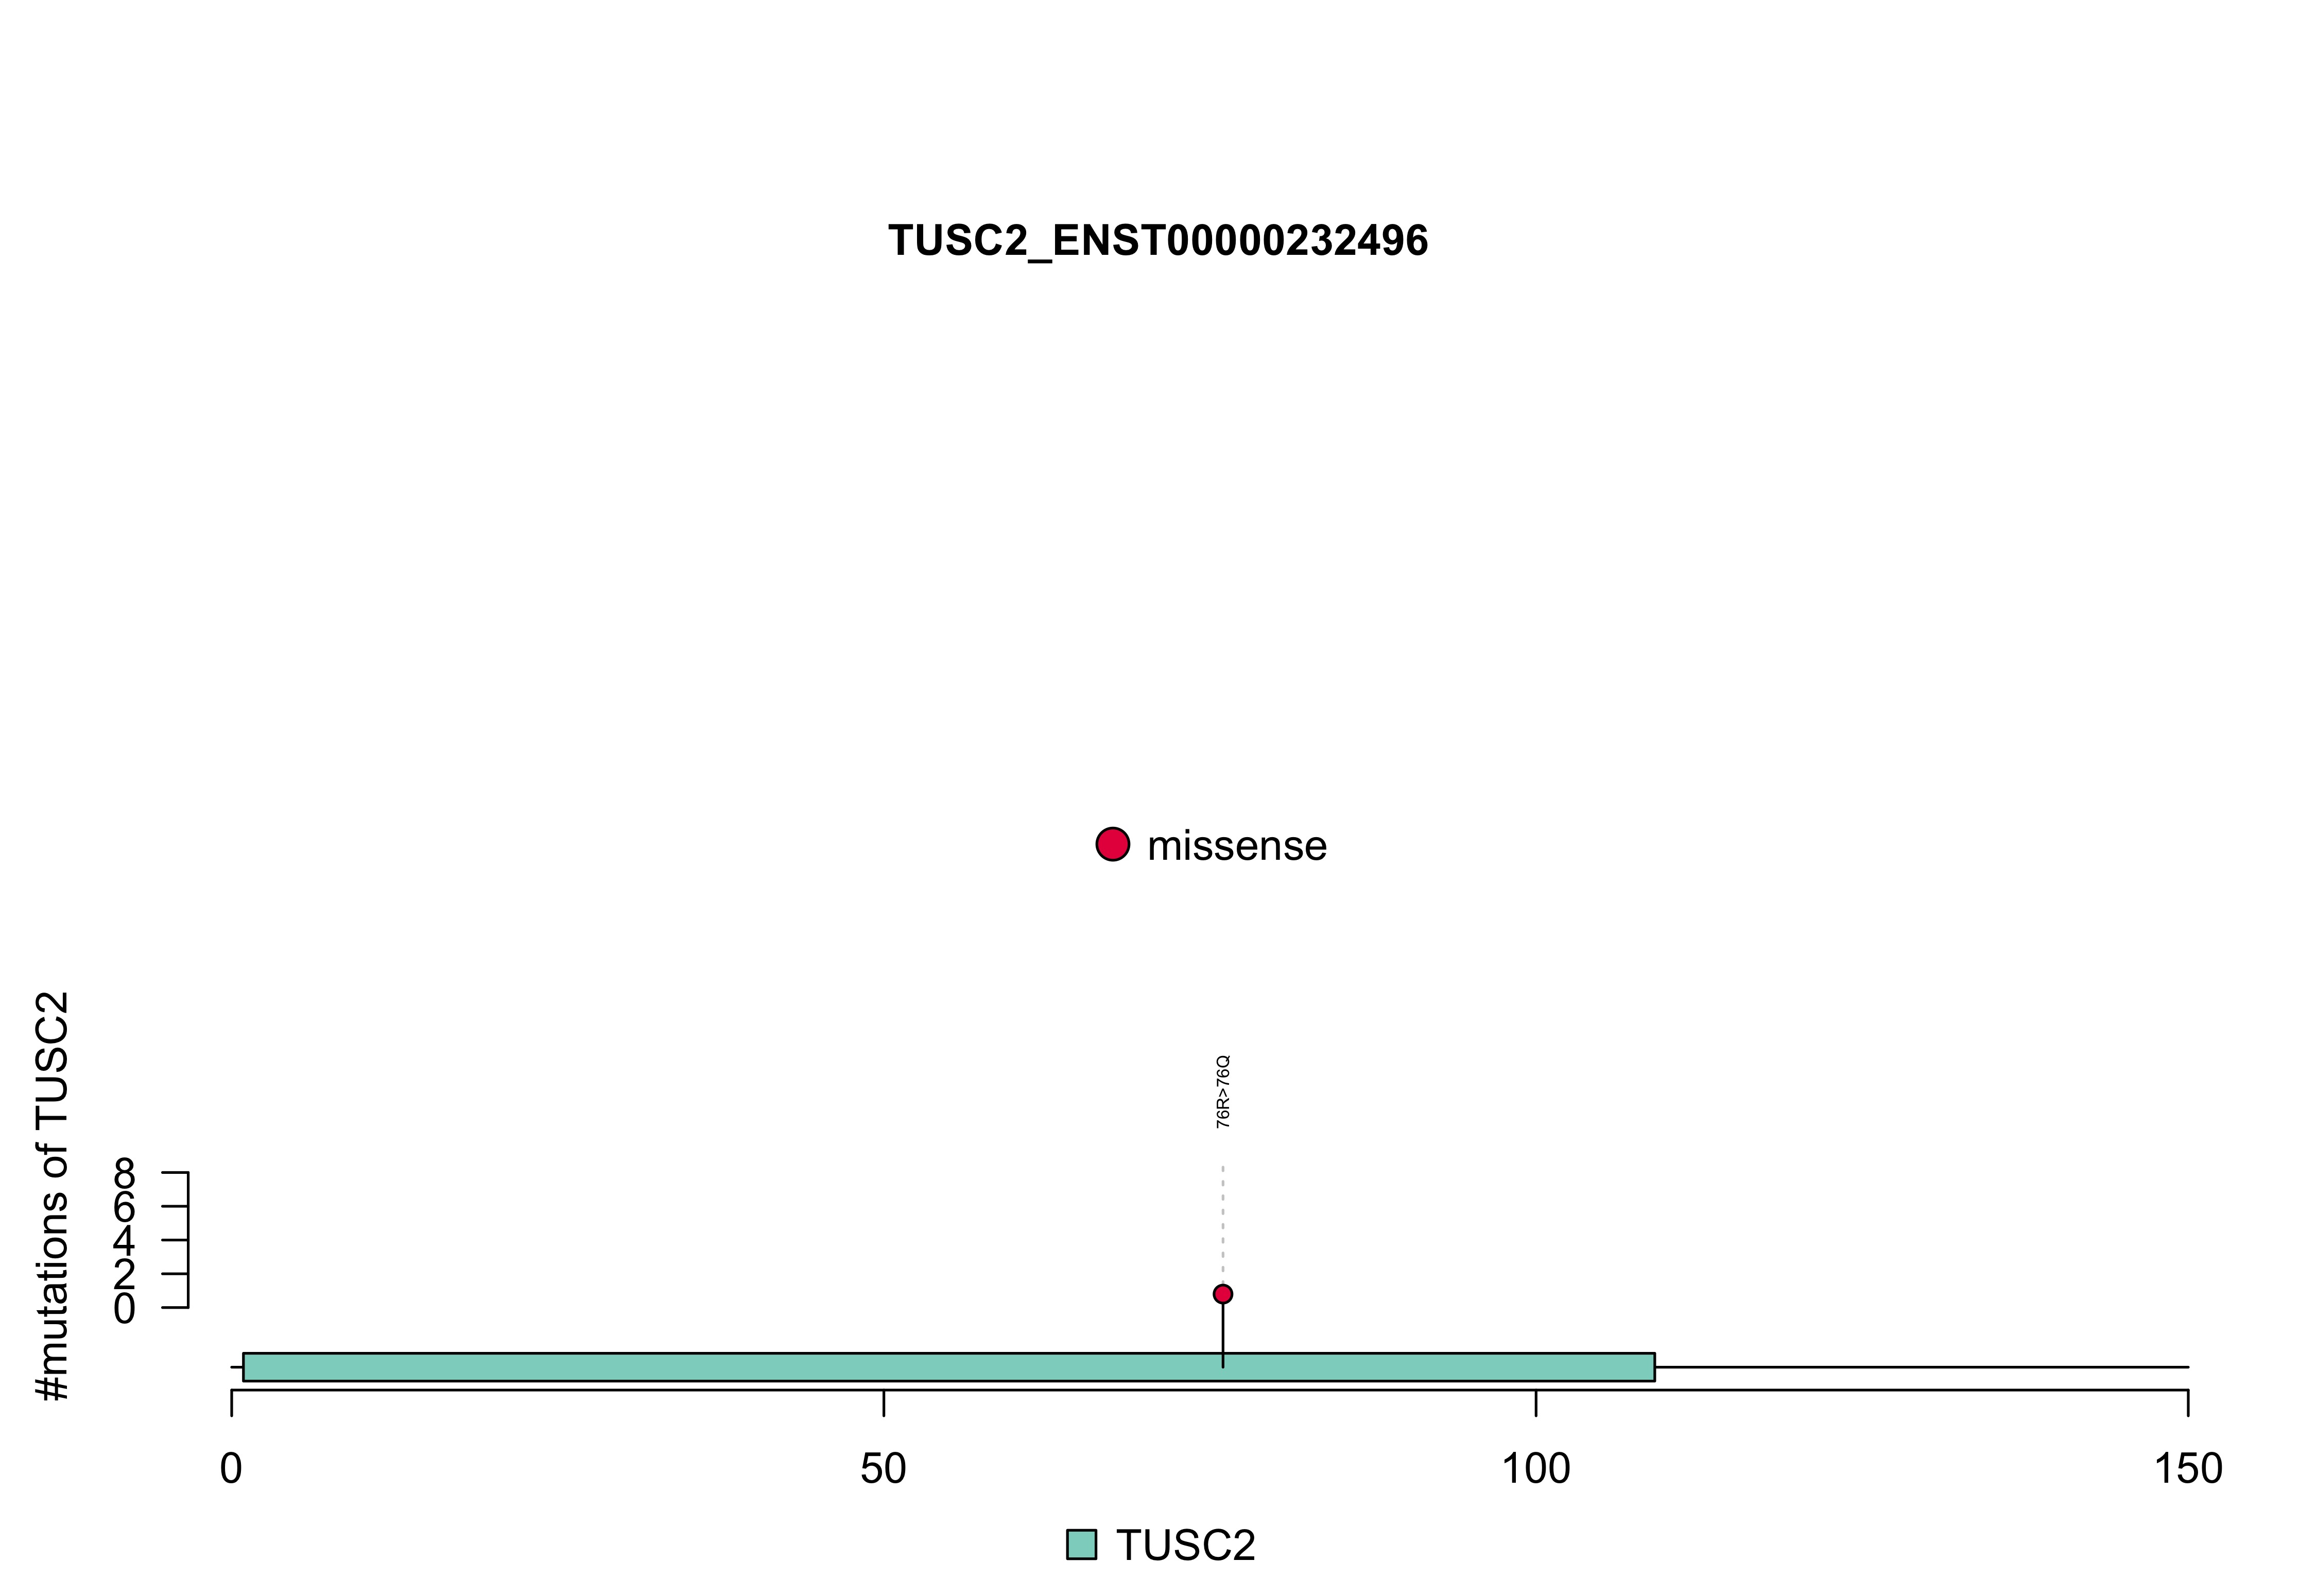 TUSC2_ENST00000232496
missense
#mutations of TUSC2
76R>76Q
8
6
4
2
0
0 50 100 150
TUSC2